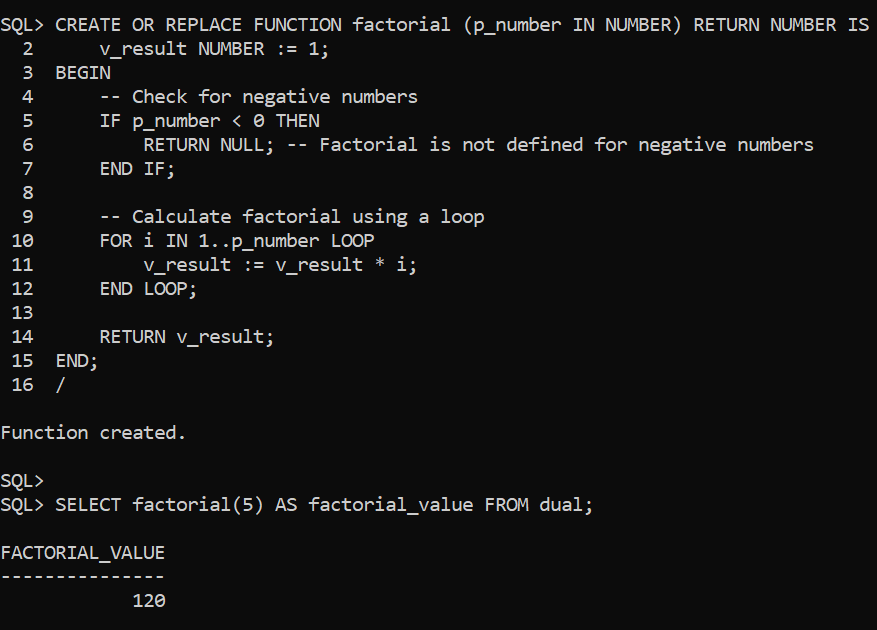 SQL> CREATE OR REPLACE FUNCTION factorial (p_number IN NUMBER) RETURN NUMBER IS
  2      v_result NUMBER := 1;
  3  BEGIN
  4      -- Check for negative numbers
  5      IF p_number < 0 THEN
  6          RETURN NULL; -- Factorial is not defined for negative numbers
  7      END IF;
  8
  9      -- Calculate factorial using a loop
 10      FOR i IN 1..p_number LOOP
 11          v_result := v_result * i;
 12      END LOOP;
 13
 14      RETURN v_result;
 15  END;
 16  /
Function created.
SQL>
SQL> SELECT factorial(5) AS factorial_value FROM dual;
FACTORIAL_VALUE
---------------
            120